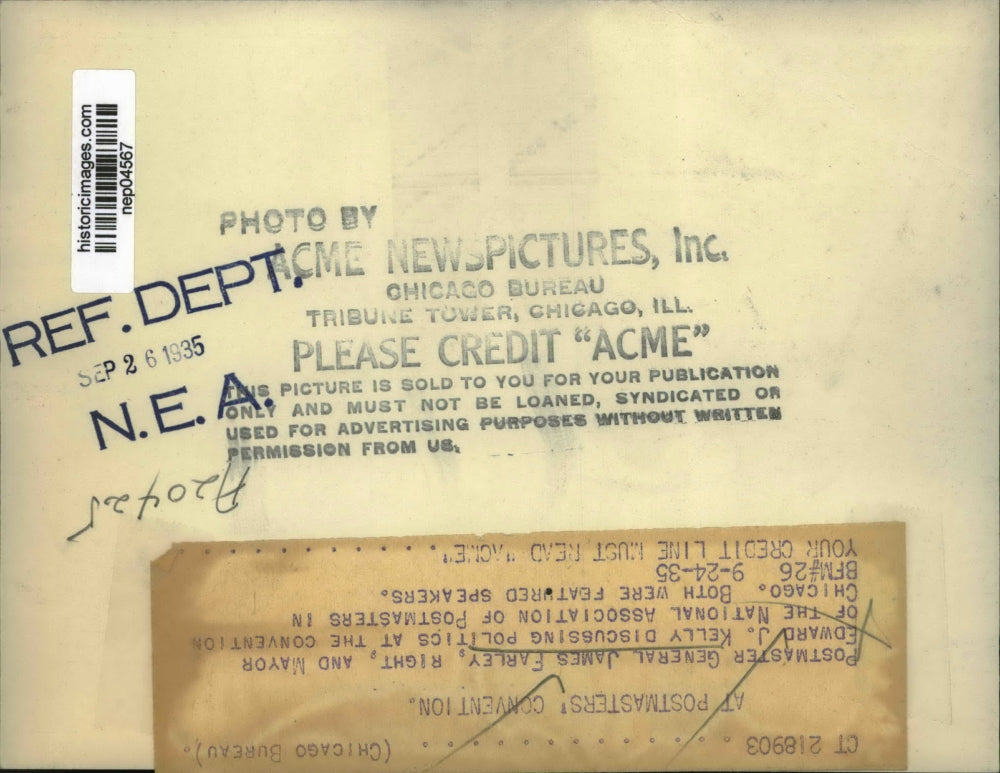 historicimages.com
nep04567
PHOTO BY
ACME NEWSPICTURES, Inc.
CHICAGO BUREAU
TRIBUNE TOWER, CHICAGO, ILL.
PLEASE CREDIT “ACME”
THIS PICTURE IS SOLD TO YOU FOR YOUR PUBLICATION
ONLY AND MUST NOT BE LOANED, SYNDICATED OR
USED FOR ADVERTISING PURPOSES WITHOUT WRITTEN
PERMISSION FROM US.
REF. DEPT.
SEP 26 1935
N.E.A.
A20425
CT 218903 . . . . . . . . . . . . . . . (CHICAGO BUREAU).
AT POSTMASTERS' CONVENTION.
POSTMASTER GENERAL JAMES FARLEY, RIGHT, AND MAYOR
EDWARD J. KELLY DISCUSSING POLITICS AT THE CONVENTION
OF THE NATIONAL ASSOCIATION OF POSTMASTERS IN
CHICAGO. BOTH WERE FEATURED SPEAKERS.
BFM#26 9-24-35
YOUR CREDIT LINE MUST READ "ACME" . . . . . . . . . . .